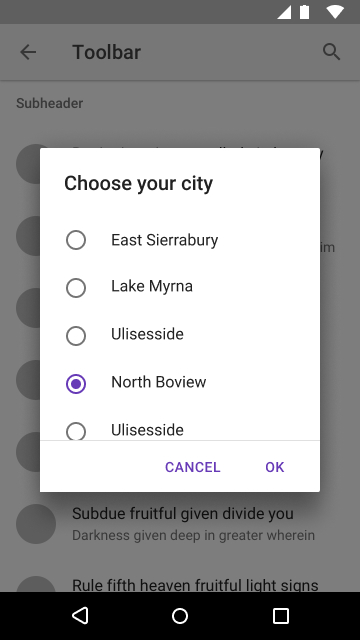 Toolbar
Subheader
Choose your city
East Sierrabury
Lake Myrna
Ulisesside
North Boview
Ulisesside
CANCEL
OK
Subdue fruitful given divide you
Darkness given deep in greater wherein
Rule fifth heaven fruitful light signs